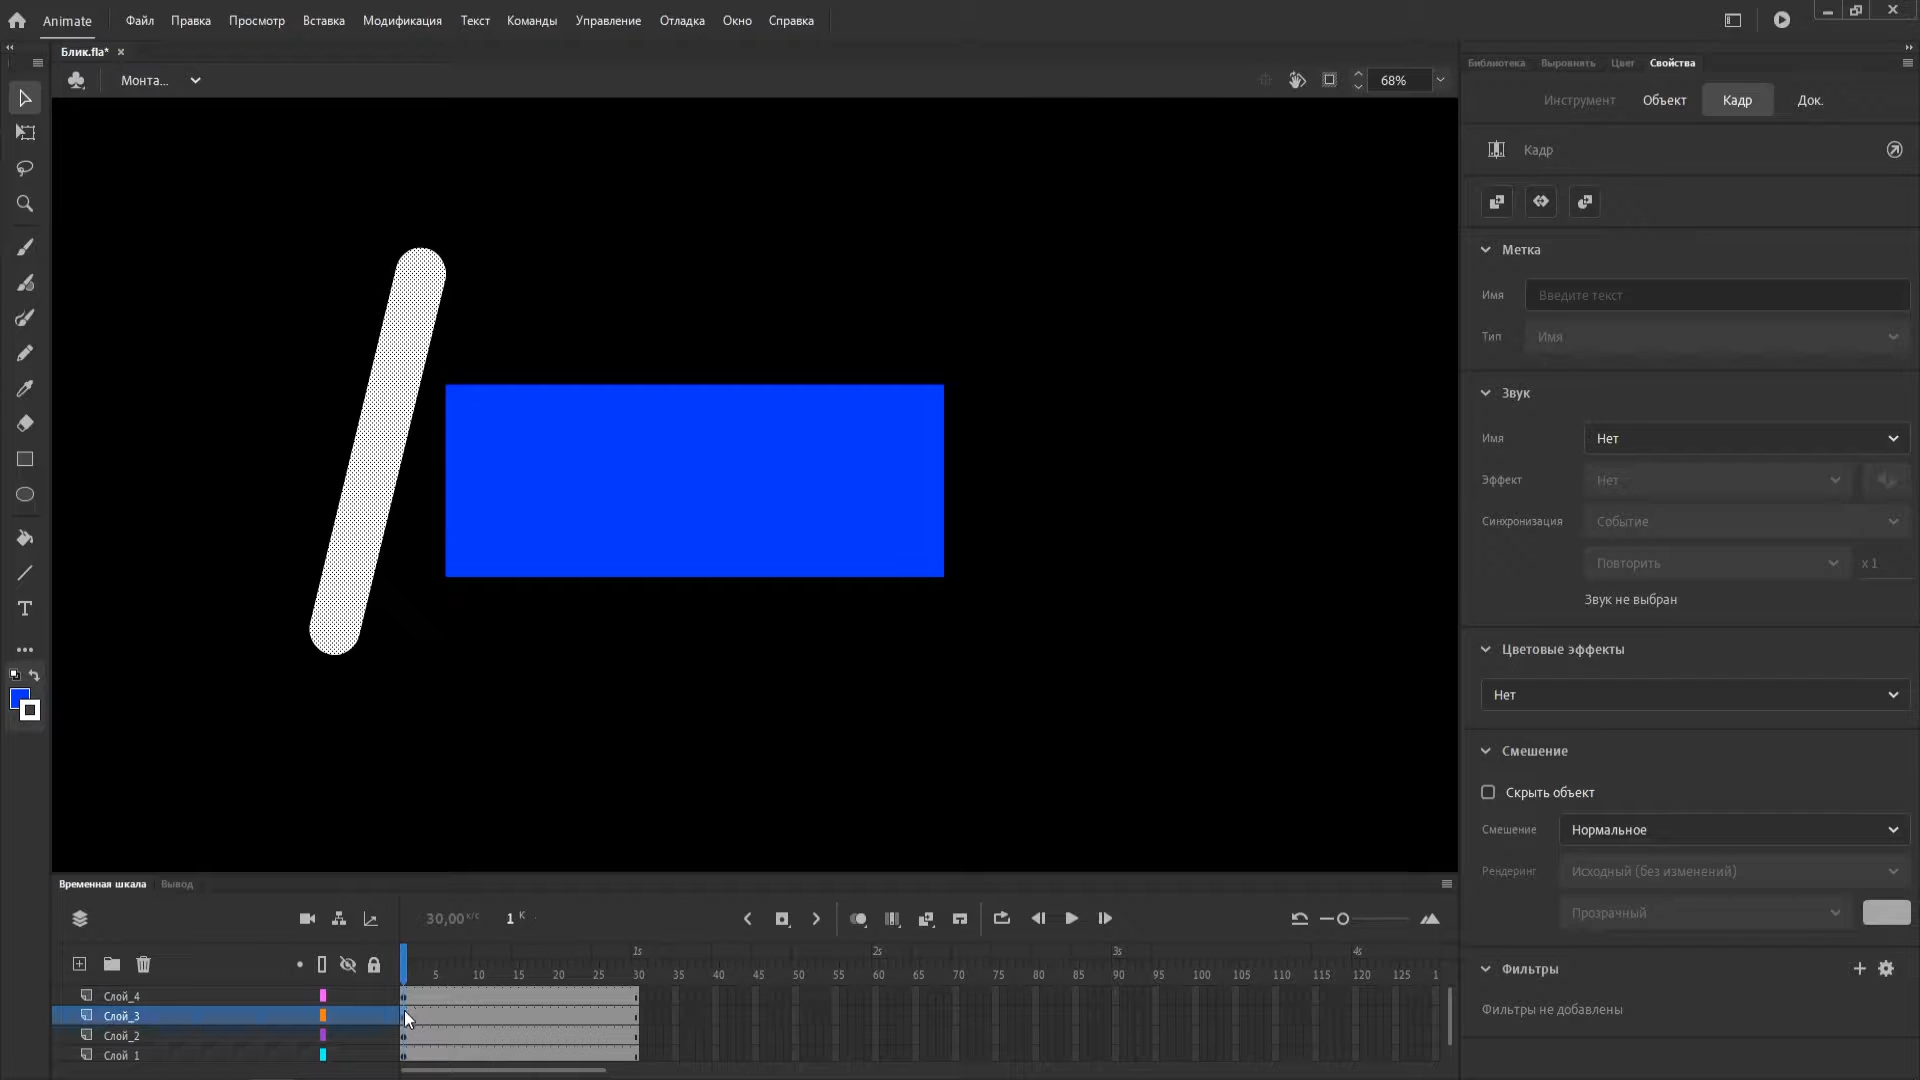 Animate Файл Правка Просмотр Вставка Модификация Текст Команды Управление Отладка Окно Справка
Блик.fla*
Монта...
68%
Библиотека Выровнять Цвет Свойства
Инструмент Объект Кадр Док.
Кадр
Метка
Имя Введите текст
Тип Имя
Звук
Имя Нет
Эффект Нет
Синхронизация Событие
Повторить x 1
Звук не выбран
Цветовые эффекты
Нет
Смешение
Скрыть объект
Смешение Нормальное
Рендеринг Исходный (без изменений)
Прозрачный
Фильтры
Фильтры не добавлены
Временная шкала Вывод
30,00 к/с 1 К
1s 2s 3s 4s
5 10 15 20 25 30 35 40 45 50 55 60 65 70 75 80 85 90 95 100 105 110 115 120 125 1
Слой_4
Слой_3
Слой_2
Слой_1